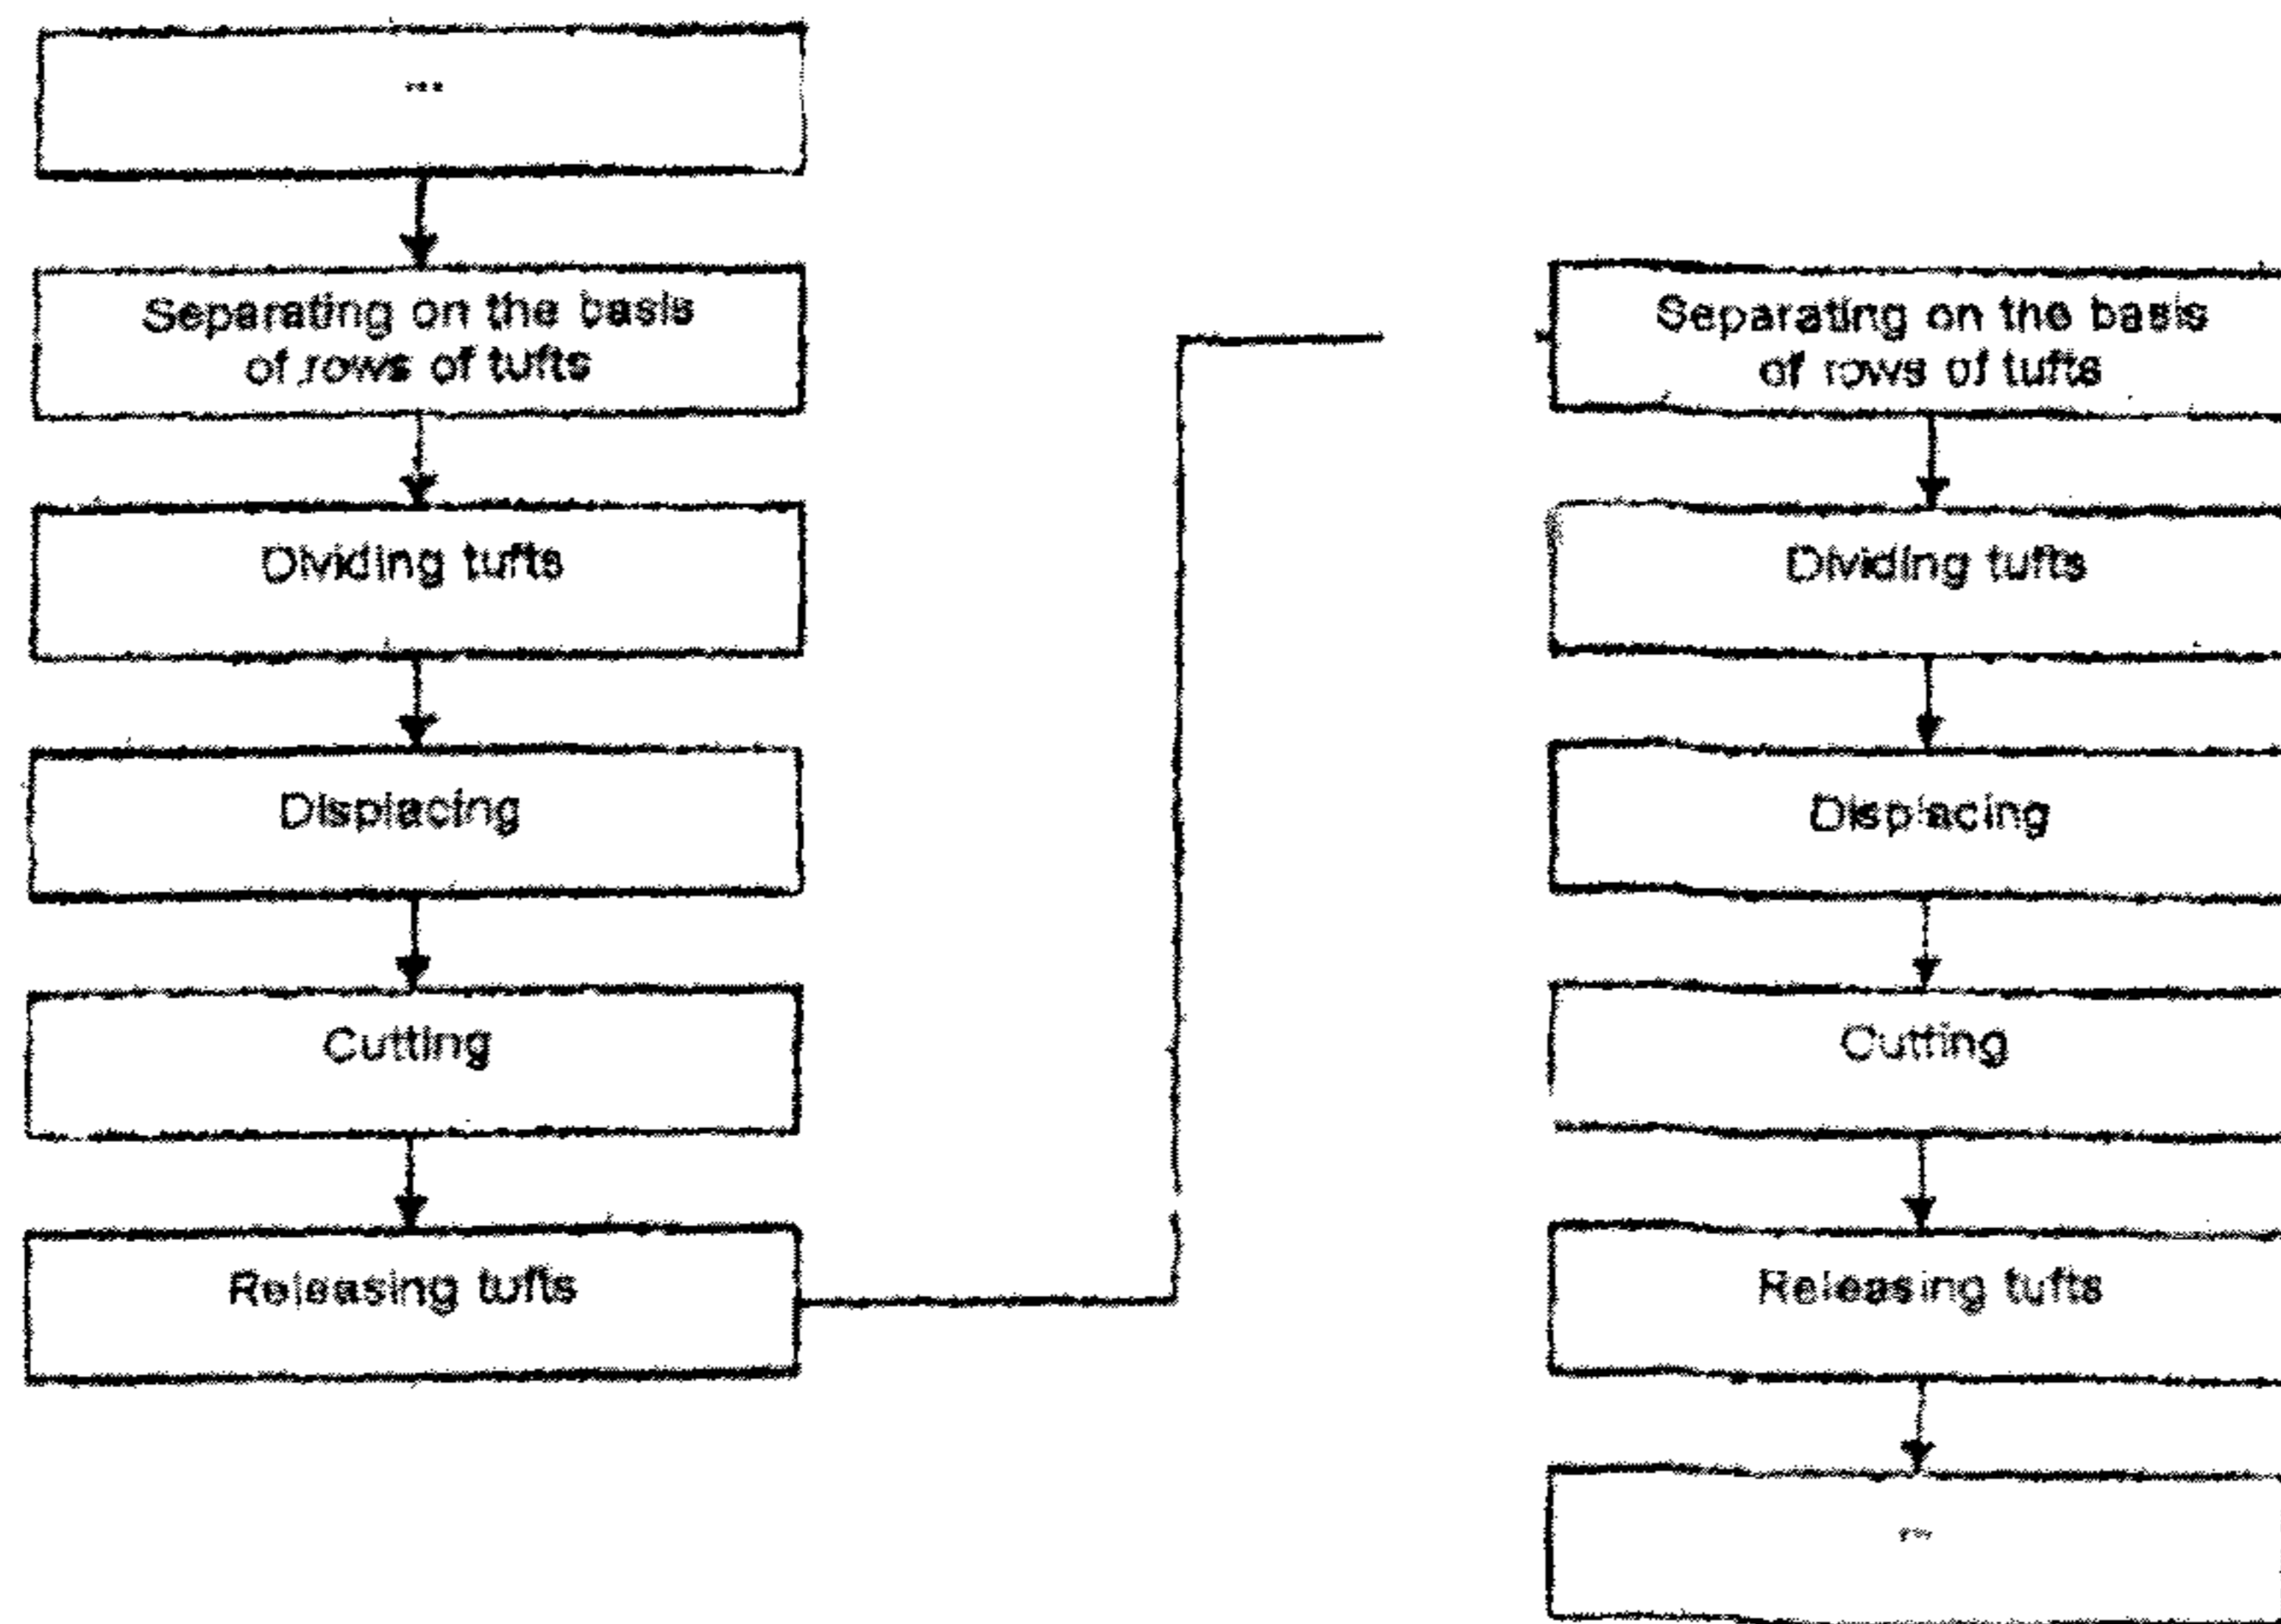 ...
Separating on the basis
of rows of tufts
Dividing tufts
Displacing
Cutting
Releasing tufts
Separating on the basis
of rows of tufts
Dividing tufts
Displacing
Cutting
Releasing tufts
...